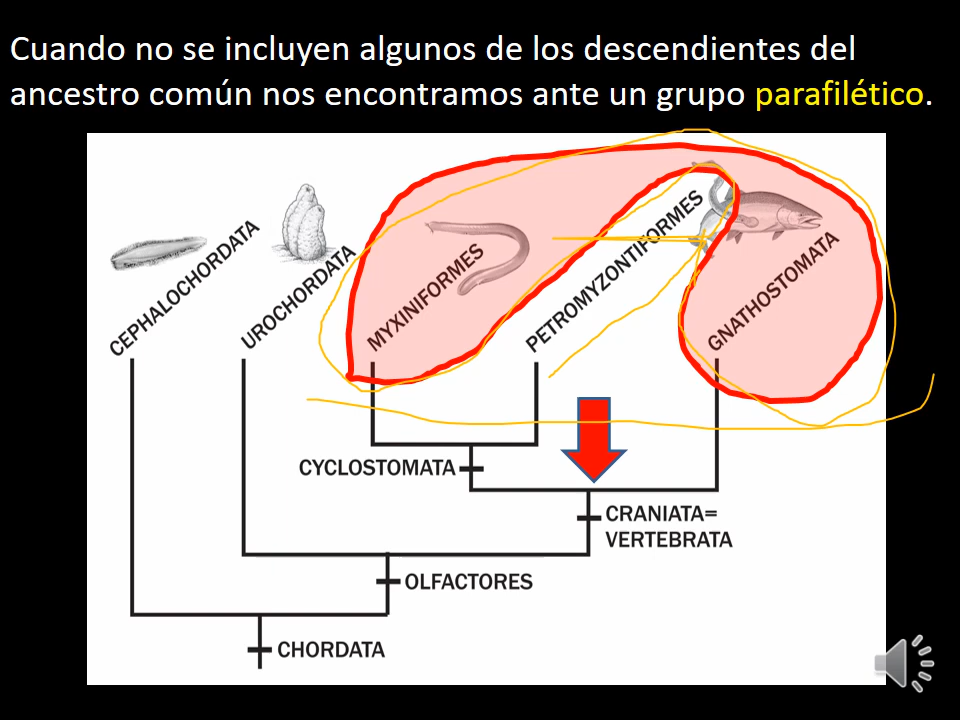 Cuando no se incluyen algunos de los descendientes del
ancestro común nos encontramos ante un grupo parafilético.
CEPHALOCHORDATA
UROCHORDATA
MYXINIFORMES
PETROMYZONTIFORMES
GNATHOSTOMATA
CYCLOSTOMATA
CRANIATA=
VERTEBRATA
OLFACTORES
CHORDATA